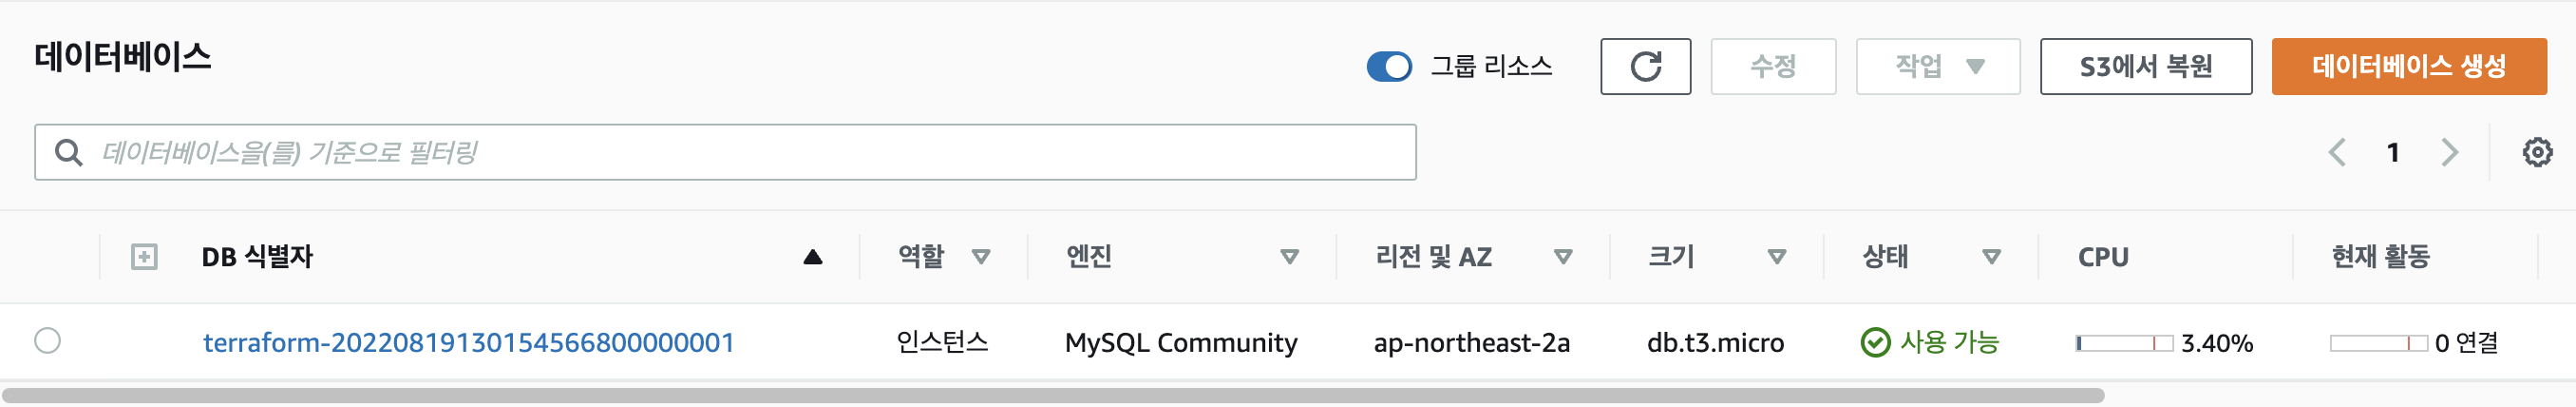 데이터베이스
그룹 리소스
수정
작업
S3에서 복원
데이터베이스 생성
데이터베이스을(를) 기준으로 필터링
1
DB 식별자 역할 엔진 리전 및 AZ 크기 상태 CPU 현재 활동
terraform-20220819130154566800000001 인스턴스 MySQL Community ap-northeast-2a db.t3.micro 사용 가능 3.40% 0 연결